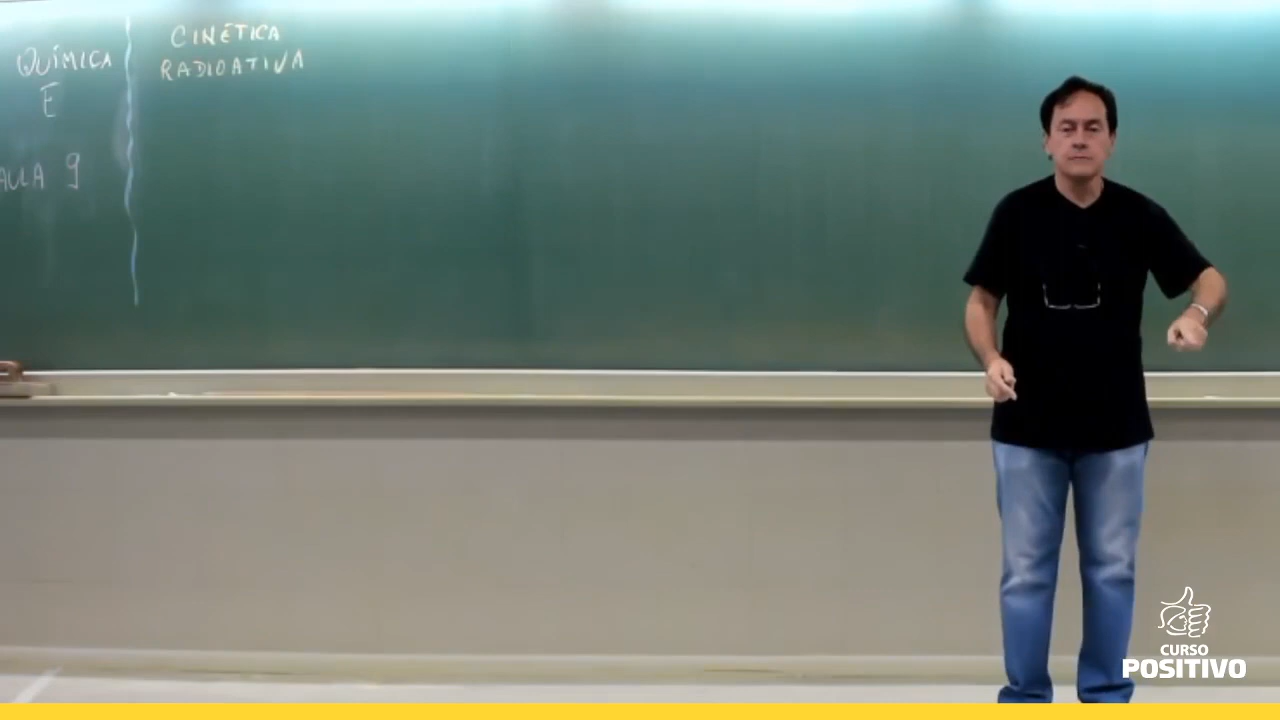 QUÍMICA
E
AULA 9
CINÉTICA
RADIOATIVA
CURSO
POSITIVO